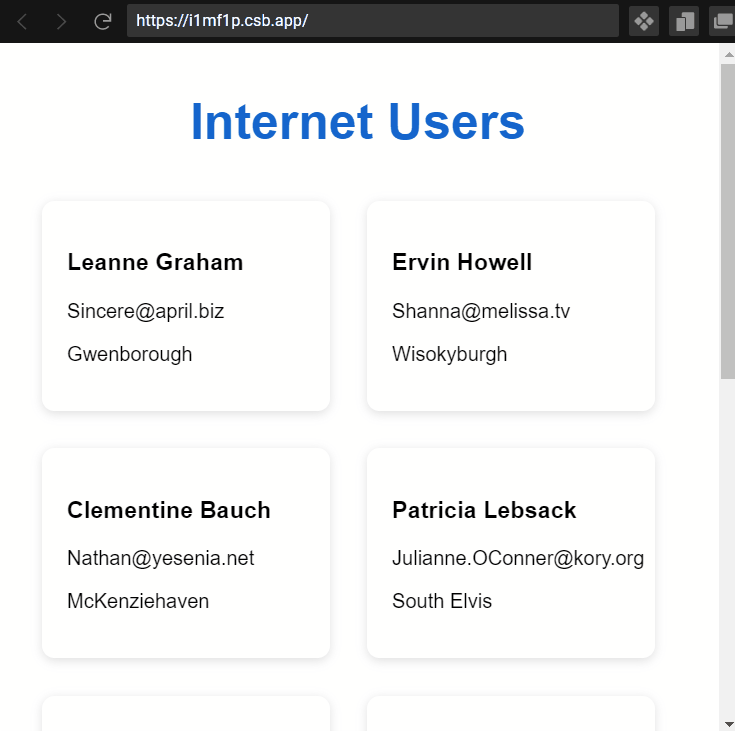 https://i1mf1p.csb.app/
Internet Users
Leanne Graham
Sincere@april.biz
Gwenborough
Ervin Howell
Shanna@melissa.tv
Wisokyburgh
Clementine Bauch
Nathan@yesenia.net
McKenziehaven
Patricia Lebsack
Julianne.OConner@kory.org
South Elvis